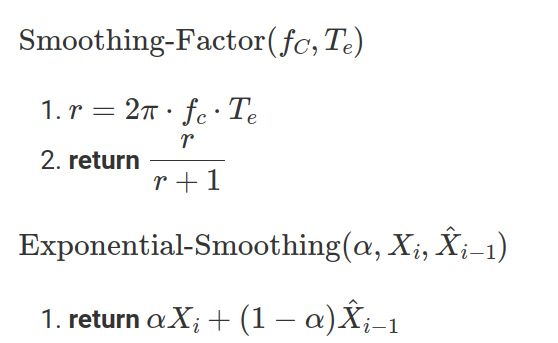 Smoothing-Factor(f_C, T_e)
1. r = 2π · f_c · T_e
2. return r / (r + 1)
Exponential-Smoothing(α, X_i, X̂_{i−1})
1. return αX_i + (1 − α)X̂_{i−1}